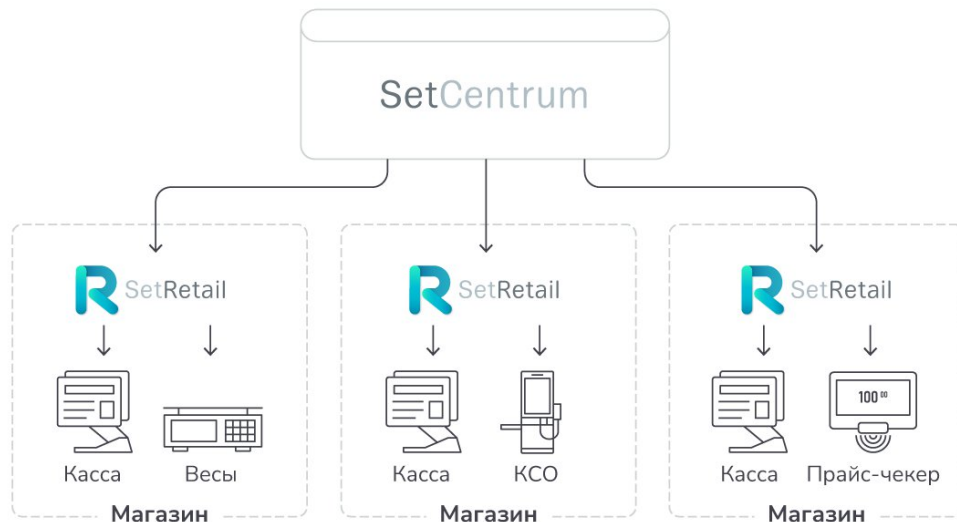 SetCentrum
SetRetail
SetRetail
SetRetail
100 00
Касса
Весы
Касса
КСО
Касса
Прайс-чекер
Магазин
Магазин
Магазин